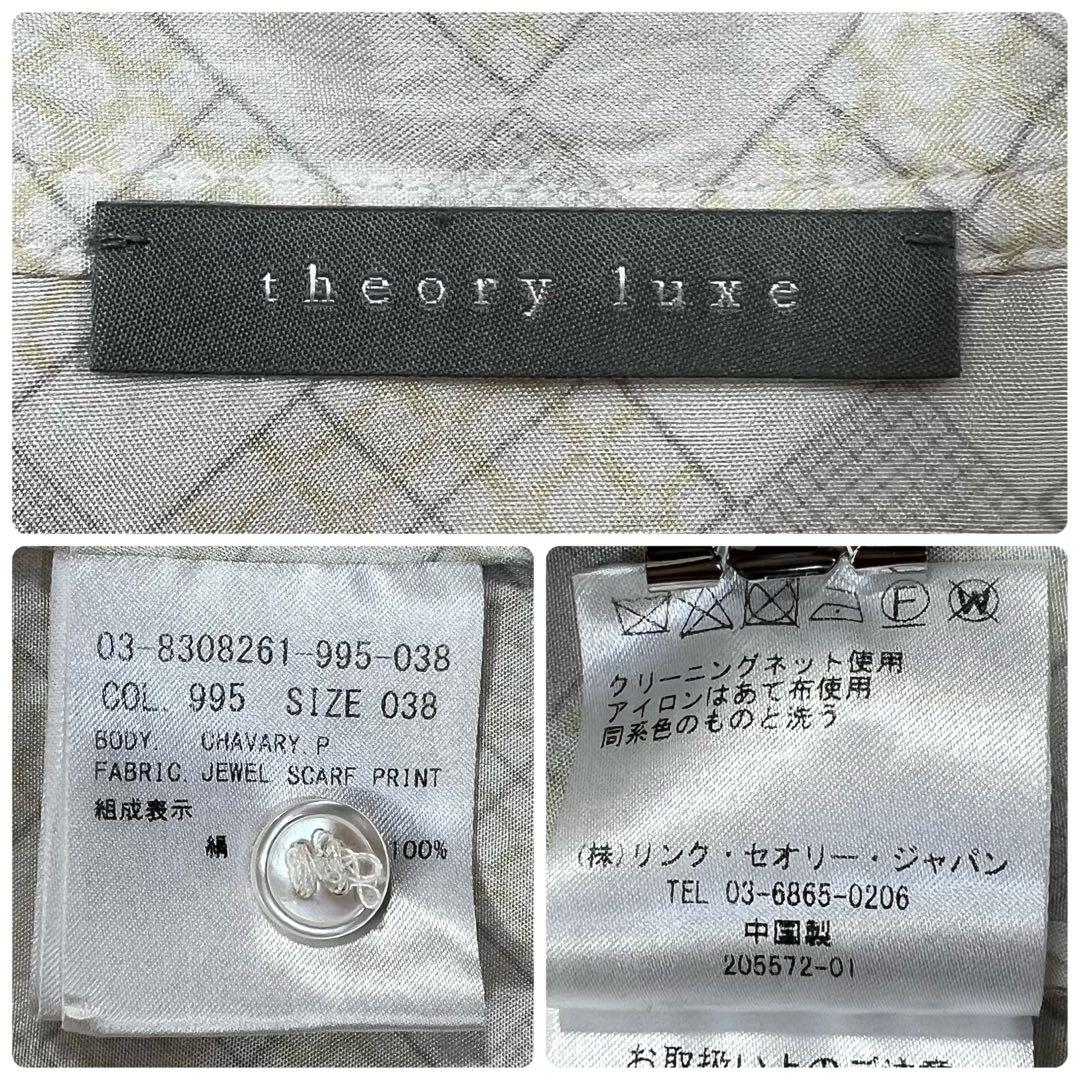 theory luxe
03-8308261-995-038
COL. 995 SIZE 038
BODY. CHAVARY P
FABRIC. JEWEL SCARF PRINT
組成表示
絹 100%
F W
クリーニングネット使用
アイロンはあて布使用
同系色のものと洗う
(株)リンク・セオリー・ジャパン
TEL 03-6865-0206
中国製
205572-01